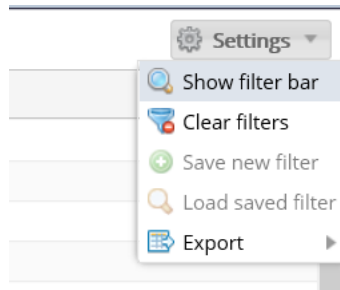 Settings
Show filter bar
Clear filters
Save new filter
Load saved filter
Export